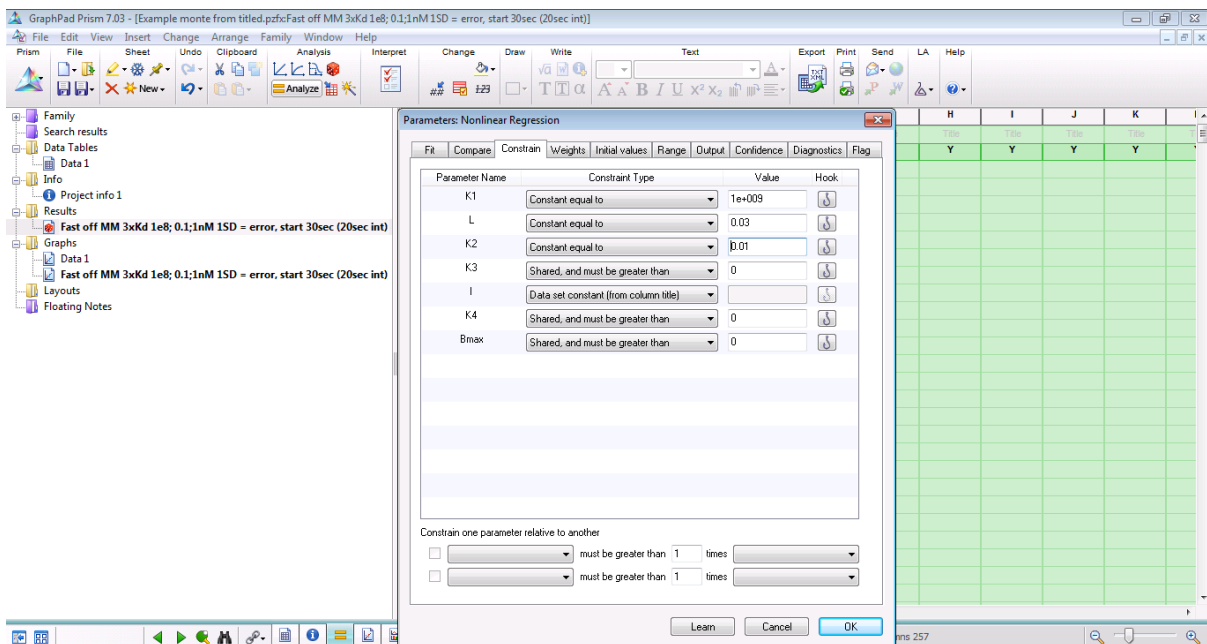 GraphPad Prism 7.03 - [Example monte from titled.pzfx:Fast off MM 3xKd 1e8; 0.1;1nM 1SD = error, start 30sec (20sec int)]
File Edit View Insert Change Arrange Family Window Help
Prism File Sheet Undo Clipboard Analysis Interpret Change Draw Write Text Export Print Send LA Help
New
Analyze
Family
Search results
Data Tables
Data 1
Info
Project info 1
Results
Fast off MM 3xKd 1e8; 0.1;1nM 1SD = error, start 30sec (20sec int)
Graphs
Data 1
Fast off MM 3xKd 1e8; 0.1;1nM 1SD = error, start 30sec (20sec int)
Layouts
Floating Notes
Parameters: Nonlinear Regression
Fit Compare Constrain Weights Initial values Range Output Confidence Diagnostics Flag
Parameter Name Constraint Type Value Hook
K1 Constant equal to 1e+009
L Constant equal to 0.03
K2 Constant equal to 0.01
K3 Shared, and must be greater than 0
I Data set constant (from column title)
K4 Shared, and must be greater than 0
Bmax Shared, and must be greater than 0
Constrain one parameter relative to another
must be greater than 1 times
must be greater than 1 times
Learn Cancel OK
H I J K
Title Title Title Title
Y Y Y Y
nns 257